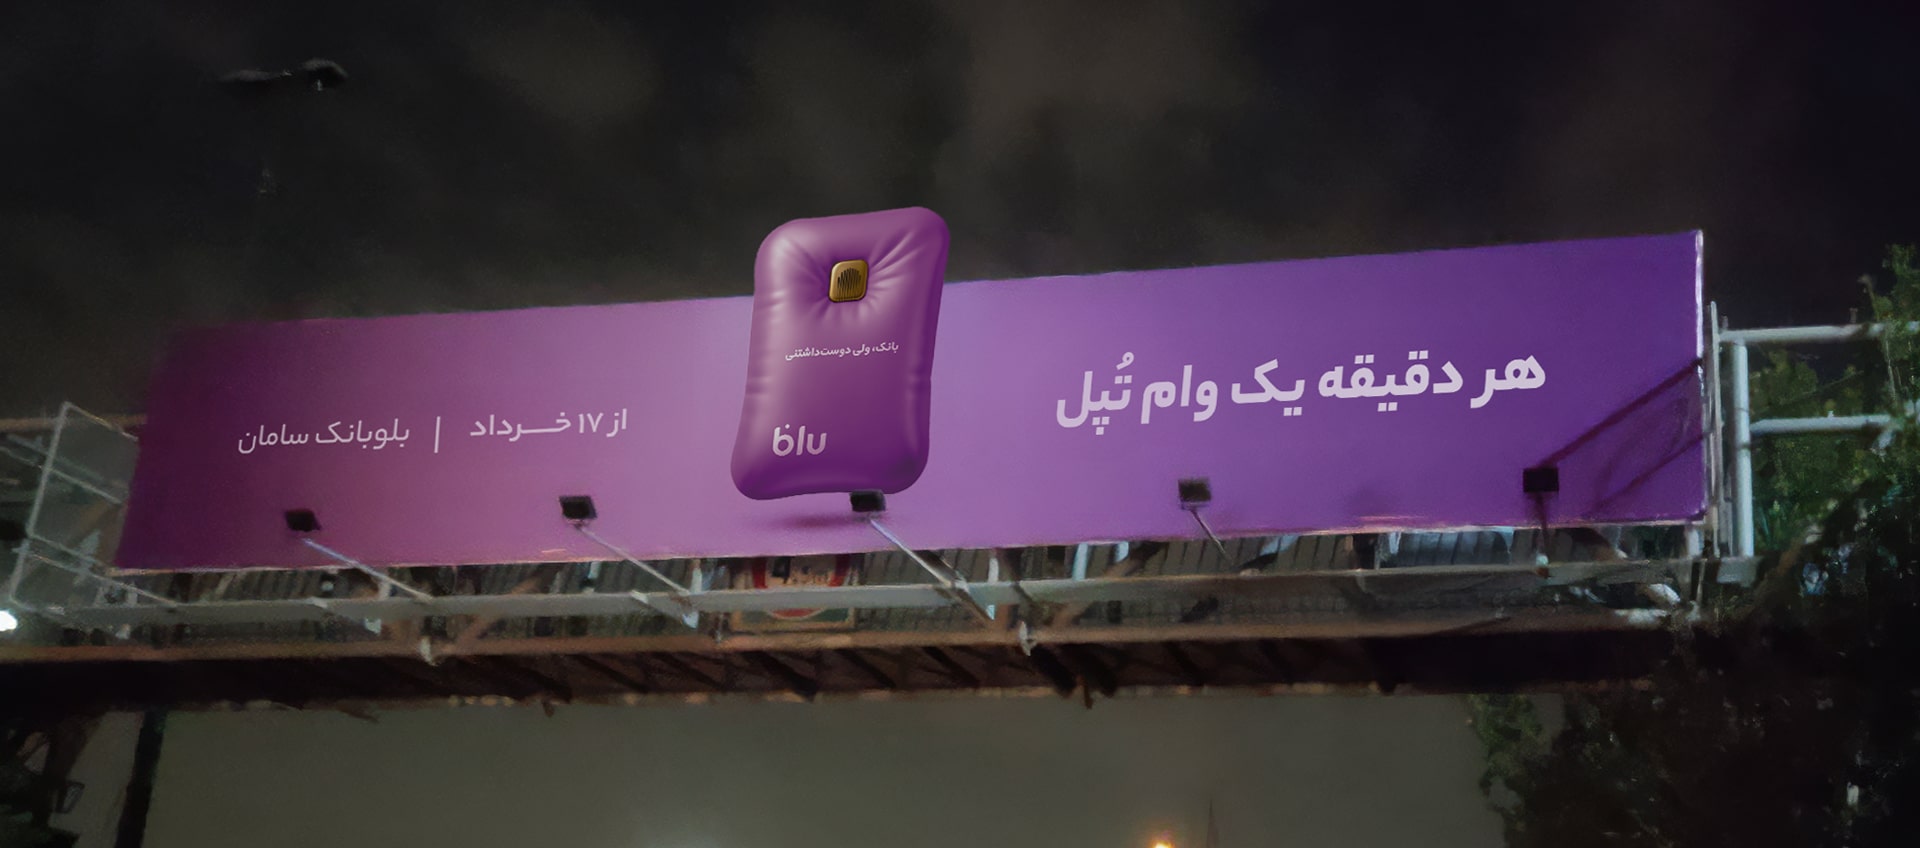 هر دقیقه یک وام تُپل
بانک، ولی دوست‌داشتنی
blu
از ۱۷ خـــرداد | بلوبانک سامان